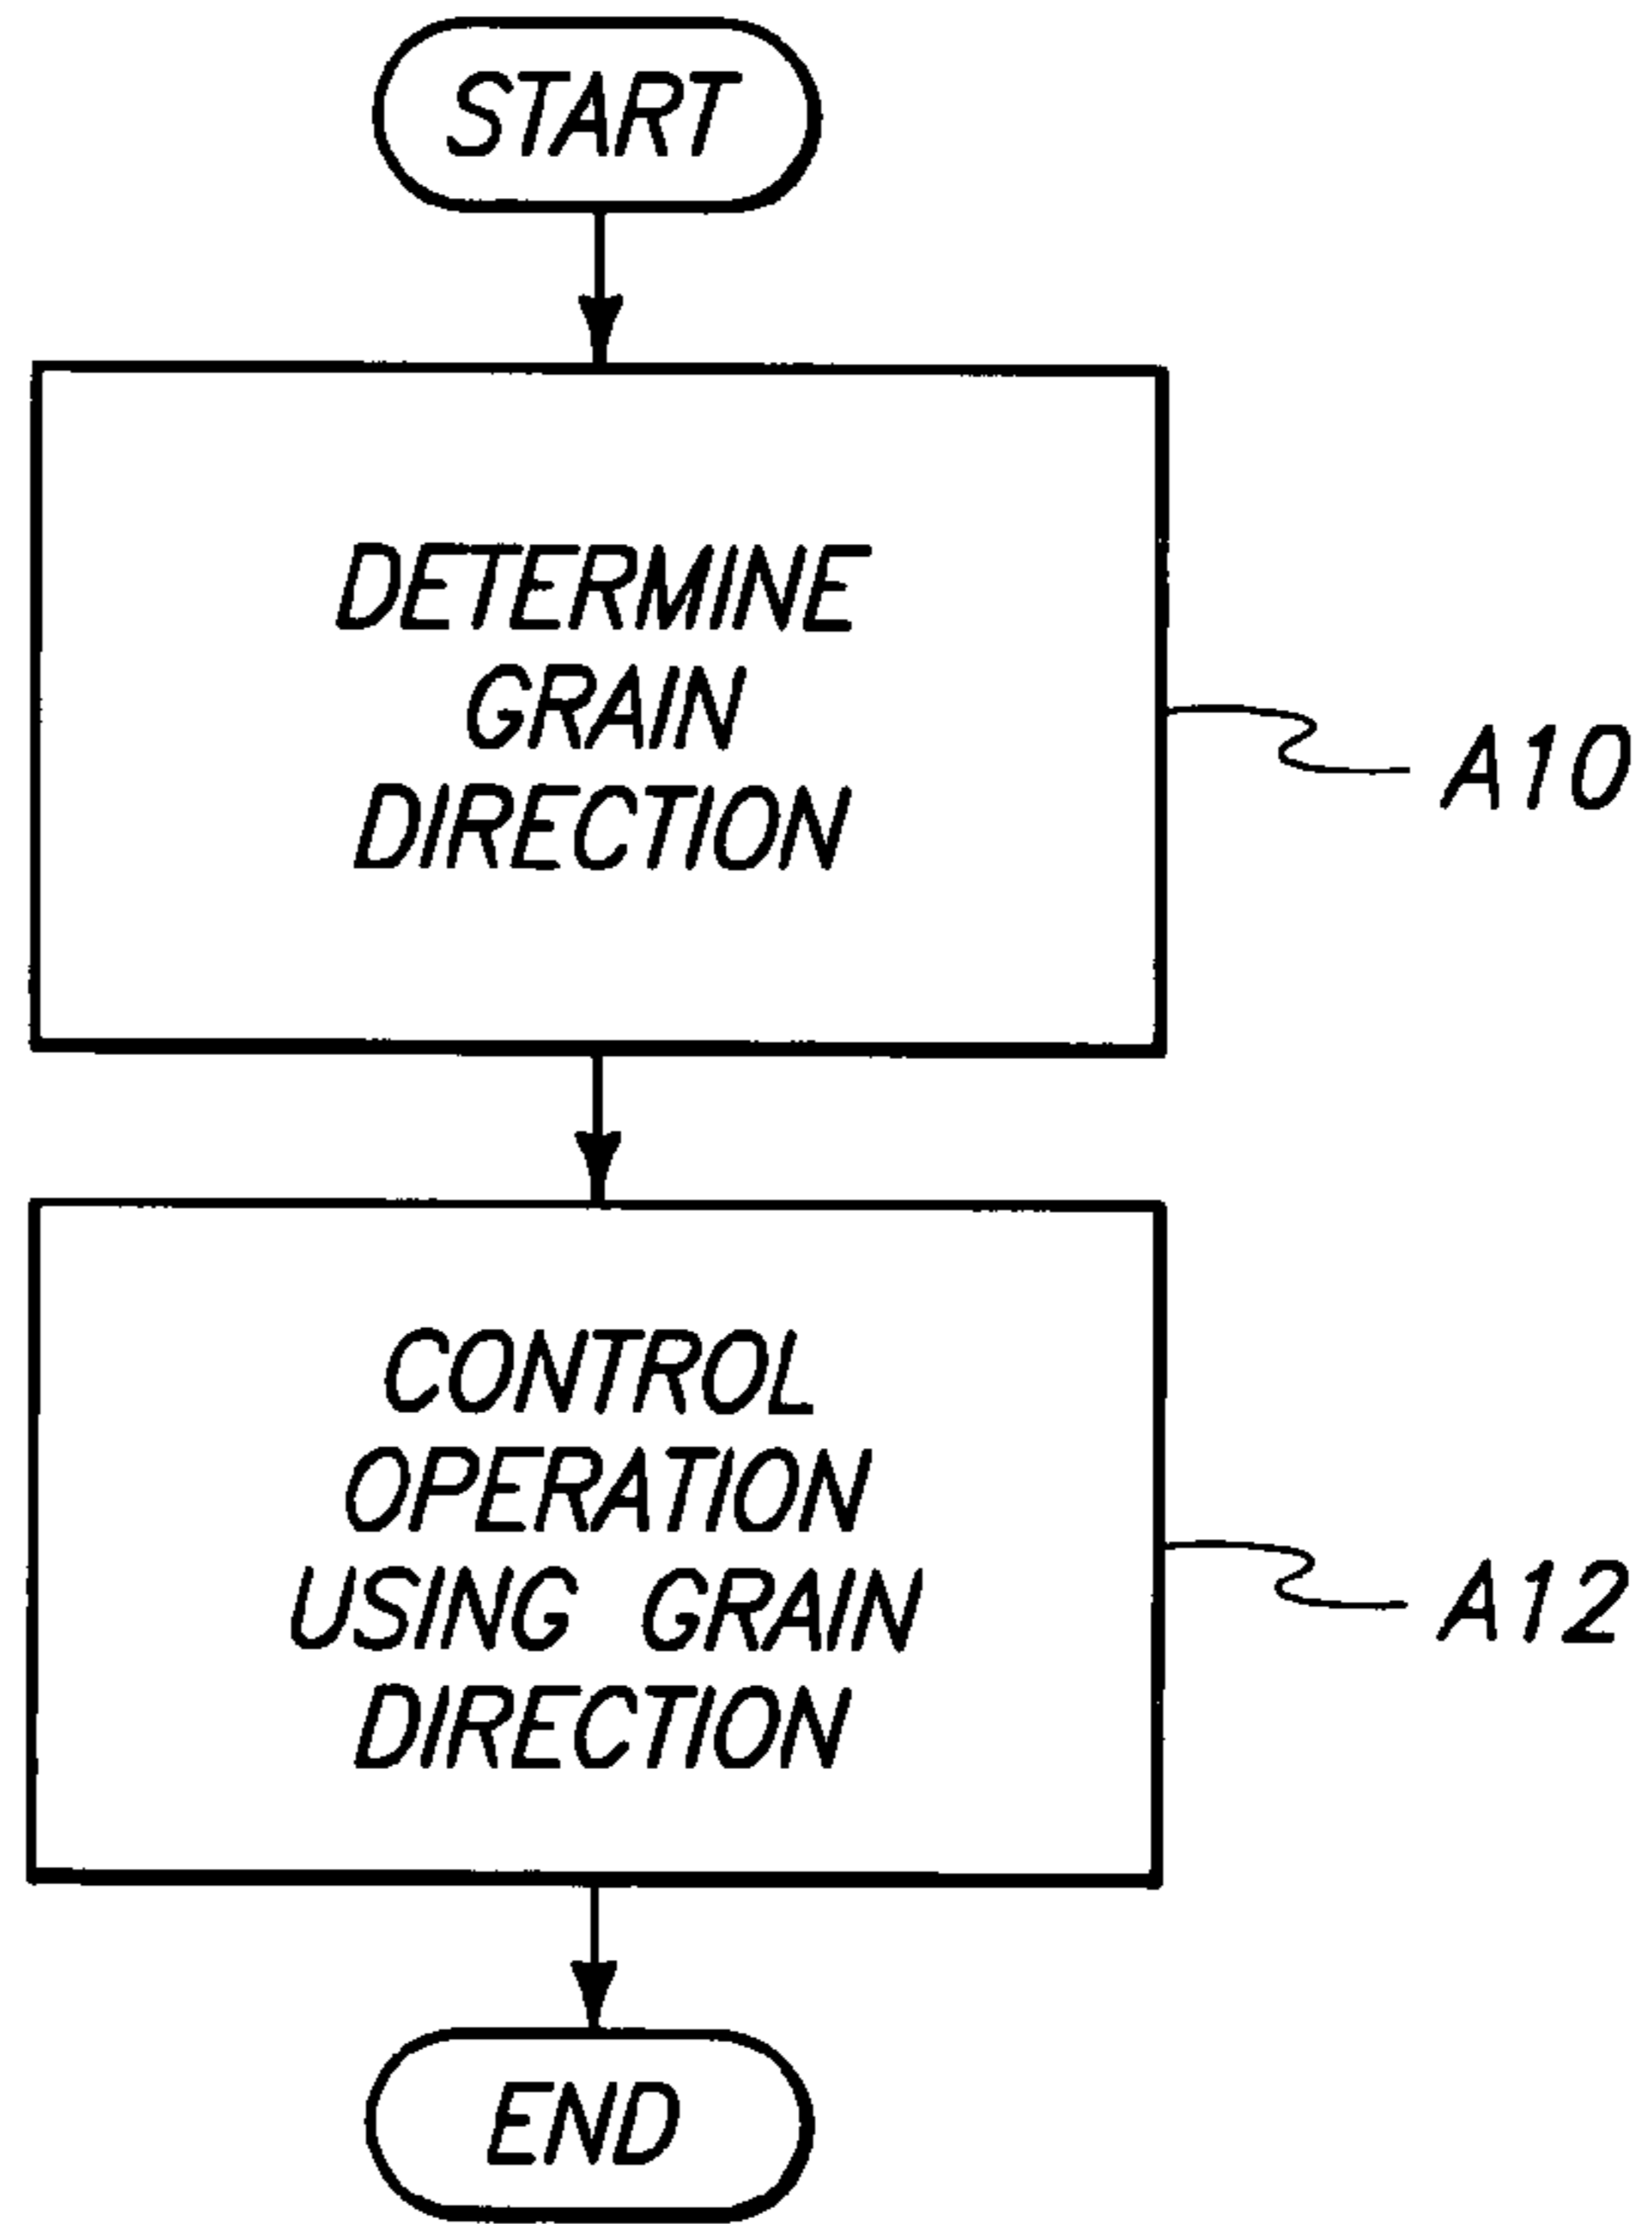 START
DETERMINE
GRAIN
DIRECTION
A10
CONTROL
OPERATION
USING GRAIN
DIRECTION
A12
END